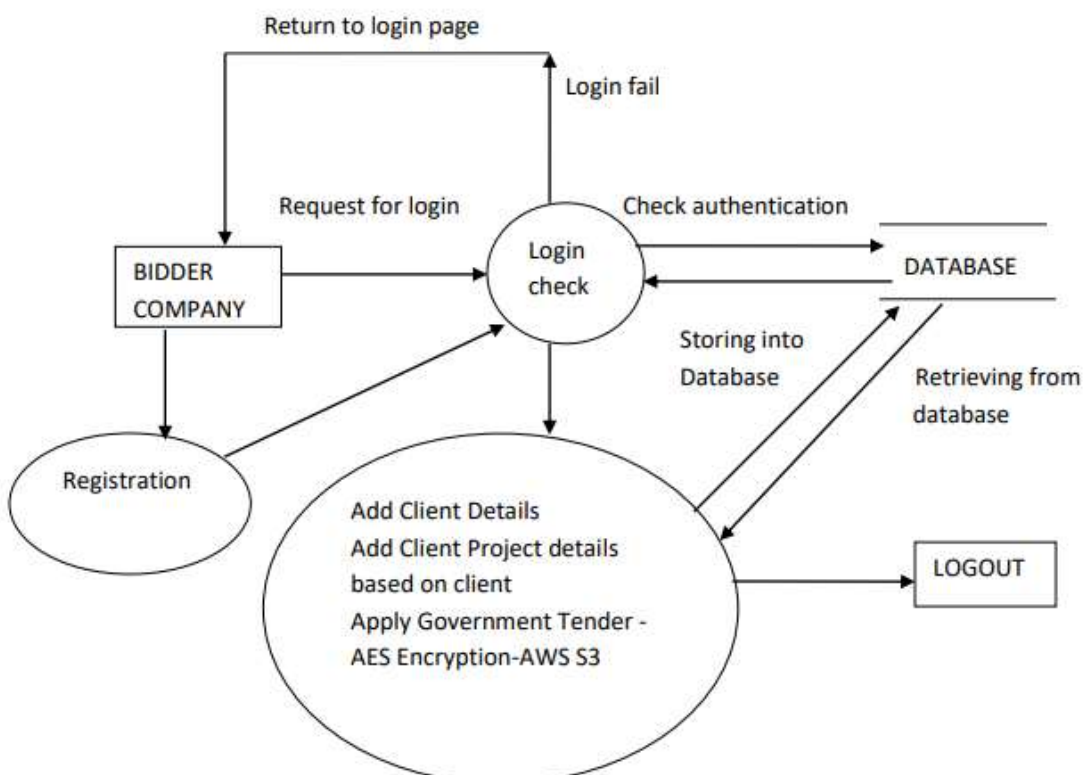 Return to login page
Login fail
Request for login
Check authentication
BIDDER
COMPANY
Login
check
DATABASE
Storing into
Database
Retrieving from
database
Registration
Add Client Details
Add Client Project details
based on client
Apply Government Tender -
AES Encryption-AWS S3
LOGOUT